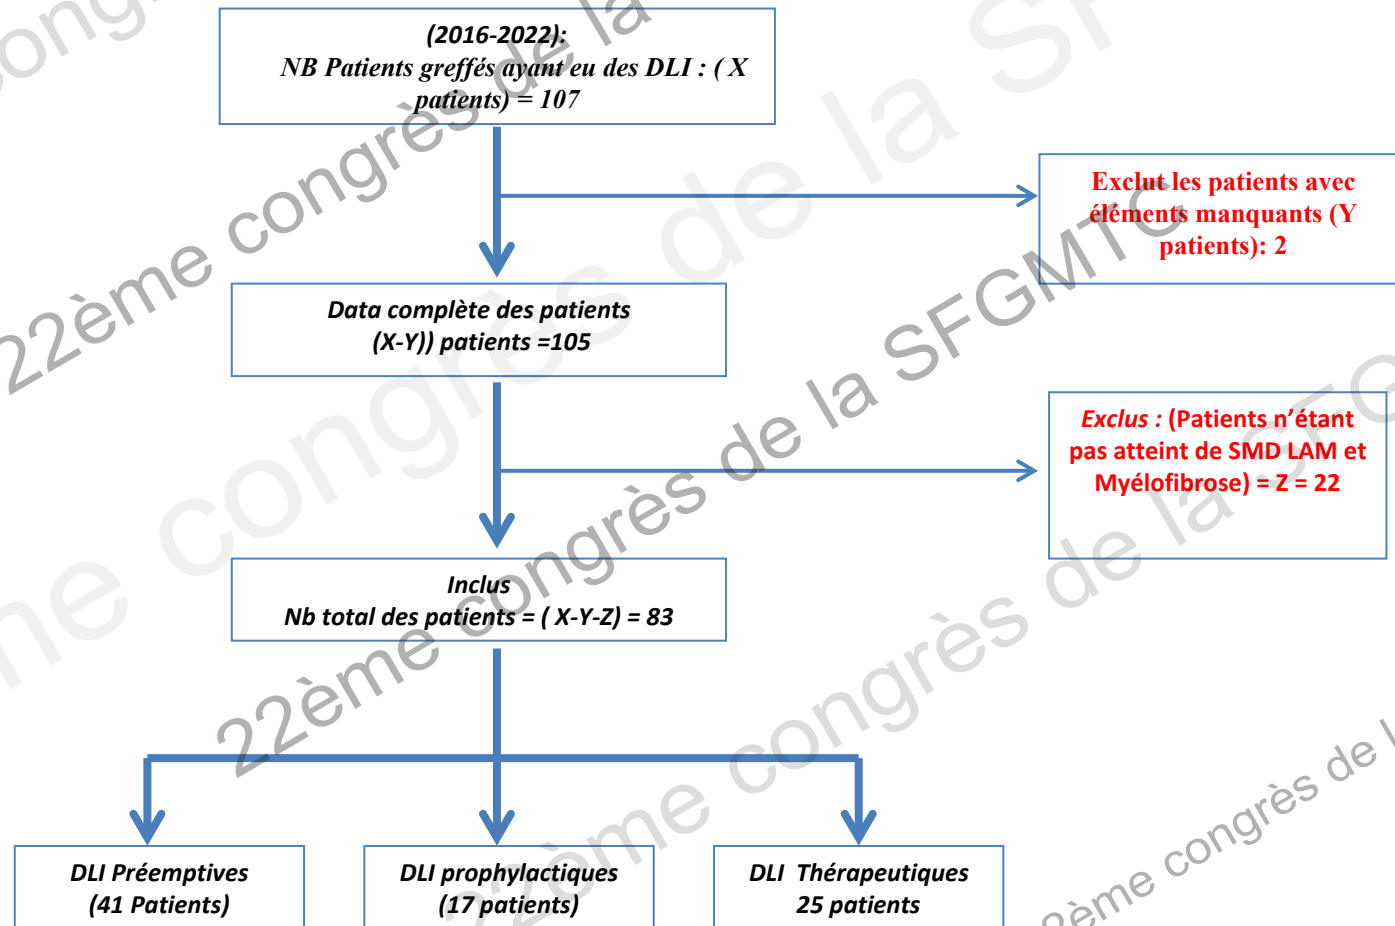 (2016-2022):
NB Patients greffés ayant eu des DLI : ( X
patients) = 107
Exclut les patients avec
éléments manquants (Y
patients): 2
Data complète des patients
(X-Y)) patients =105
Exclus : (Patients n'étant
pas atteint de SMD LAM et
Myélofibrose) = Z = 22
Inclus
Nb total des patients = ( X-Y-Z) = 83
DLI Préemptives
(41 Patients)
DLI prophylactiques
(17 patients)
DLI Thérapeutiques
25 patients
22ème congrès de la
22ème congrès de la SFGMTC
congrès de la
22ème congrès de la